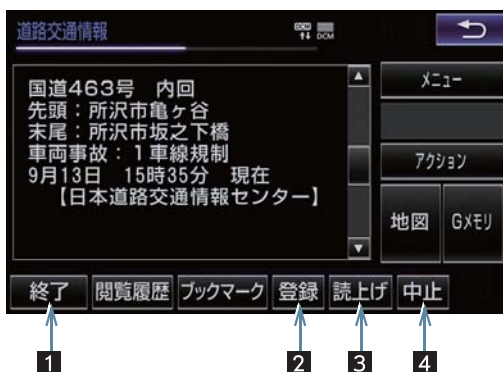 道路交通情報
DCM DCM
国道463号　内回
先頭：所沢市亀ヶ谷
末尾：所沢市坂之下橋
車両事故：１車線規制
9月13日　15時35分　現在
【日本道路交通情報センター】
メニュー
アクション
地図 Gメモリ
終了 閲覧履歴 ブックマーク 登録 読上げ 中止
1 2 3 4